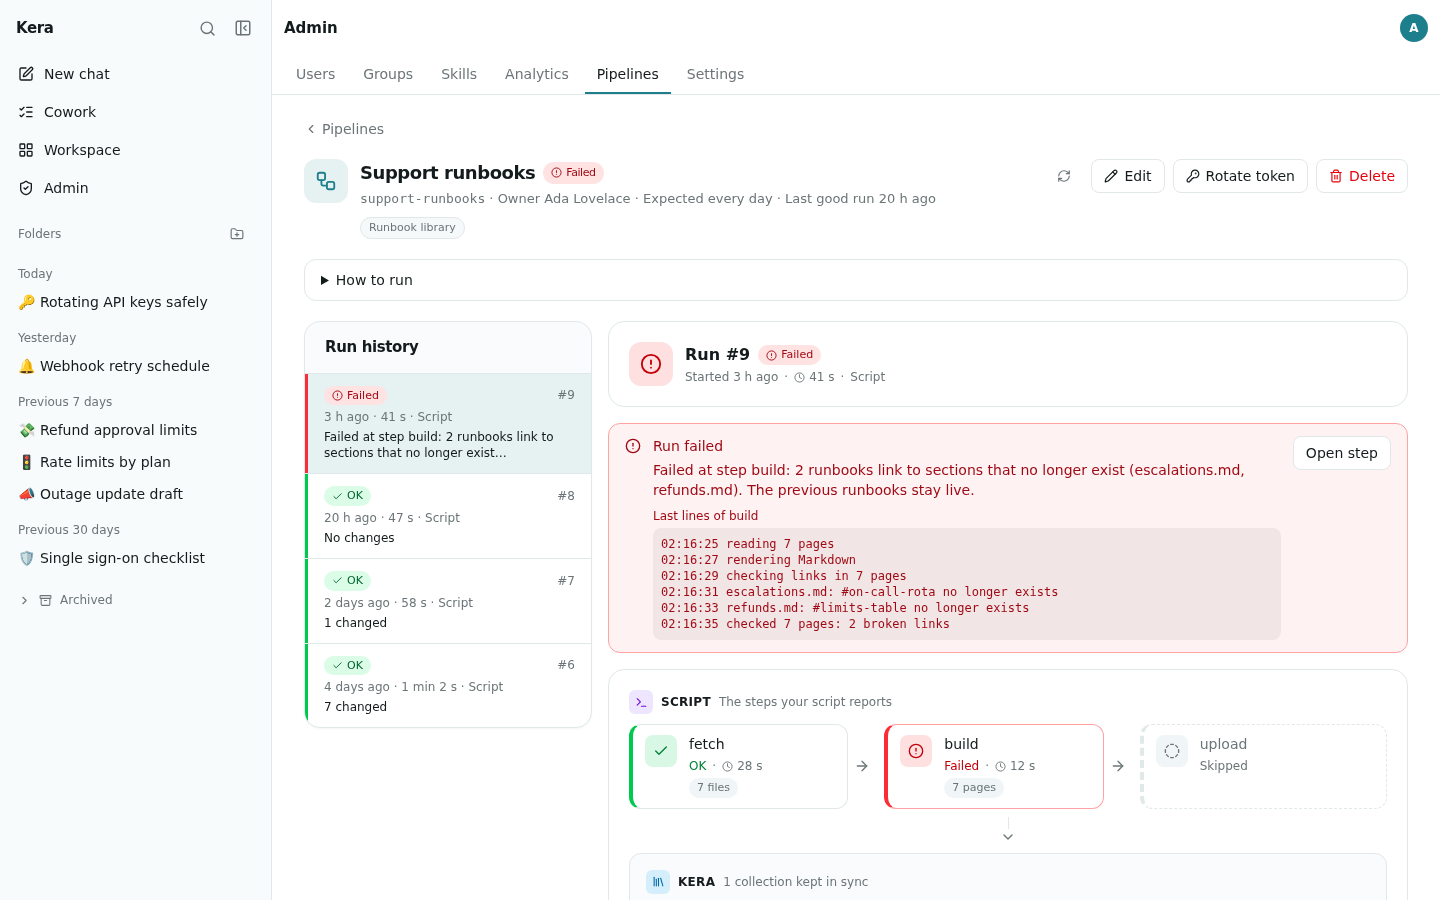 Kera
New chat
Cowork
Workspace
Admin
Folders
Today
🔑 Rotating API keys safely
Yesterday
🔔 Webhook retry schedule
Previous 7 days
💸 Refund approval limits
🚦 Rate limits by plan
📣 Outage update draft
Previous 30 days
🛡️ Single sign-on checklist
Archived
Admin
A
Users
Groups
Skills
Analytics
Pipelines
Settings
Pipelines
Support runbooks Failed
support-runbooks · Owner Ada Lovelace · Expected every day · Last good run 20 h ago
Runbook library
Edit
Rotate token
Delete
How to run
Run history
Failed #9
3 h ago · 41 s · Script
Failed at step build: 2 runbooks link to
sections that no longer exist…
OK #8
20 h ago · 47 s · Script
No changes
OK #7
2 days ago · 58 s · Script
1 changed
OK #6
4 days ago · 1 min 2 s · Script
7 changed
Run #9 Failed
Started 3 h ago · 41 s · Script
Run failed
Open step
Failed at step build: 2 runbooks link to sections that no longer exist (escalations.md,
refunds.md). The previous runbooks stay live.
Last lines of build
02:16:25 reading 7 pages
02:16:27 rendering Markdown
02:16:29 checking links in 7 pages
02:16:31 escalations.md: #on-call-rota no longer exists
02:16:33 refunds.md: #limits-table no longer exists
02:16:35 checked 7 pages: 2 broken links
SCRIPT The steps your script reports
fetch
OK · 28 s
7 files
build
Failed · 12 s
7 pages
upload
Skipped
KERA 1 collection kept in sync